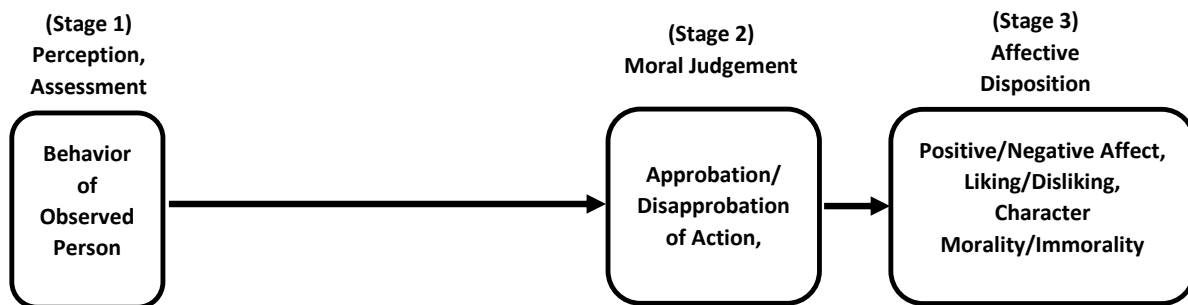 (Stage 1)
Perception,
Assessment
Behavior
of
Observed
Person
(Stage 2)
Moral Judgement
Approbation/
Disapprobation
of Action,
(Stage 3)
Affective
Disposition
Positive/Negative Affect,
Liking/Disliking,
Character
Morality/Immorality